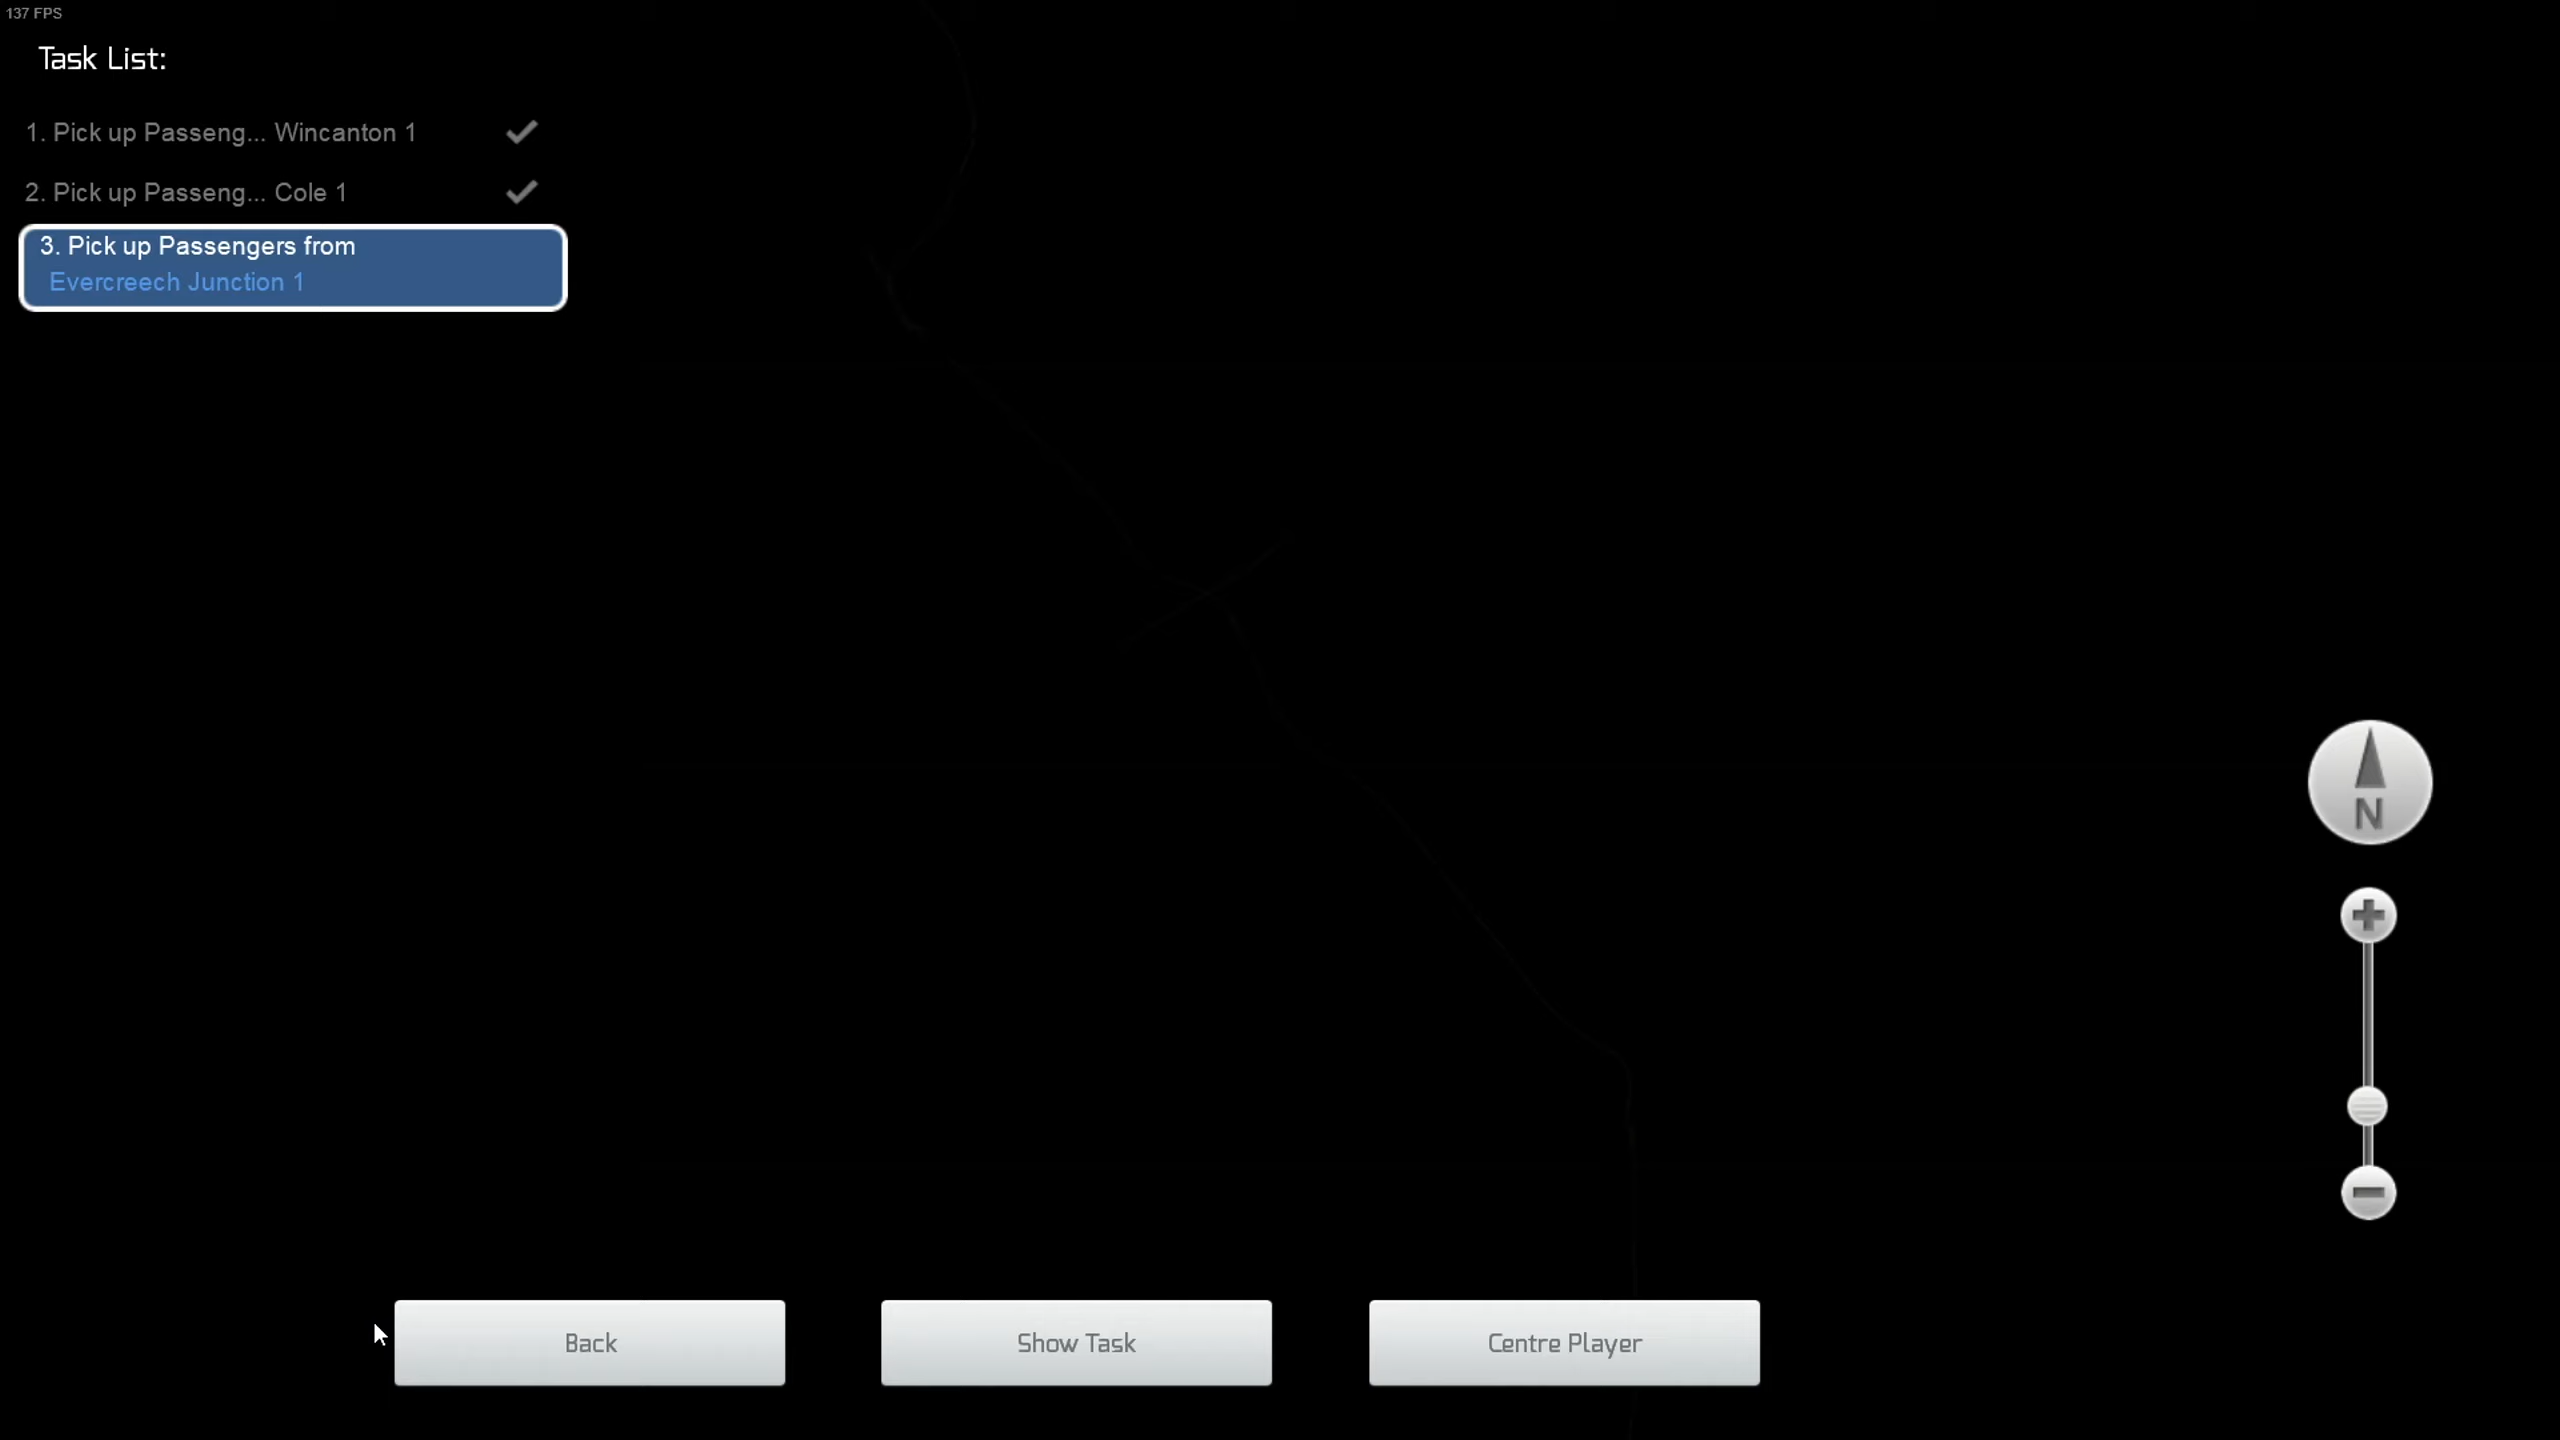 137 FPS
Task List:
1. Pick up Passeng... Wincanton 1
2. Pick up Passeng... Cole 1
3. Pick up Passengers from
Evercreech Junction 1
N
Back
Show Task
Centre Player